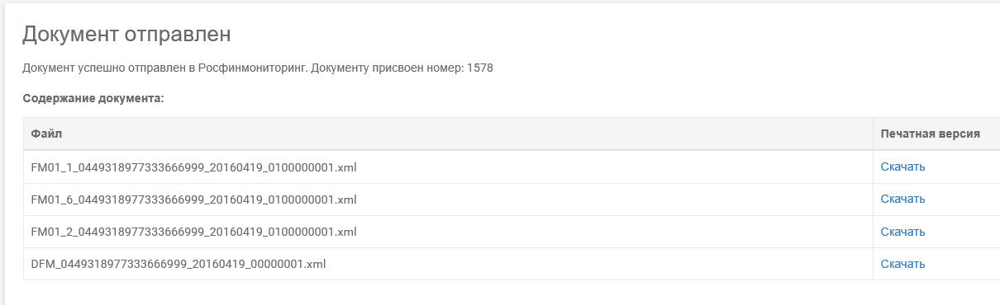 Документ отправлен
Документ успешно отправлен в Росфинмониторинг. Документу присвоен номер: 1578
Содержание документа:
Файл Печатная версия
FM01_1_0449318977333666999_20160419_0100000001.xml Скачать
FM01_6_0449318977333666999_20160419_0100000001.xml Скачать
FM01_2_0449318977333666999_20160419_0100000001.xml Скачать
DFM_0449318977333666999_20160419_00000001.xml Скачать